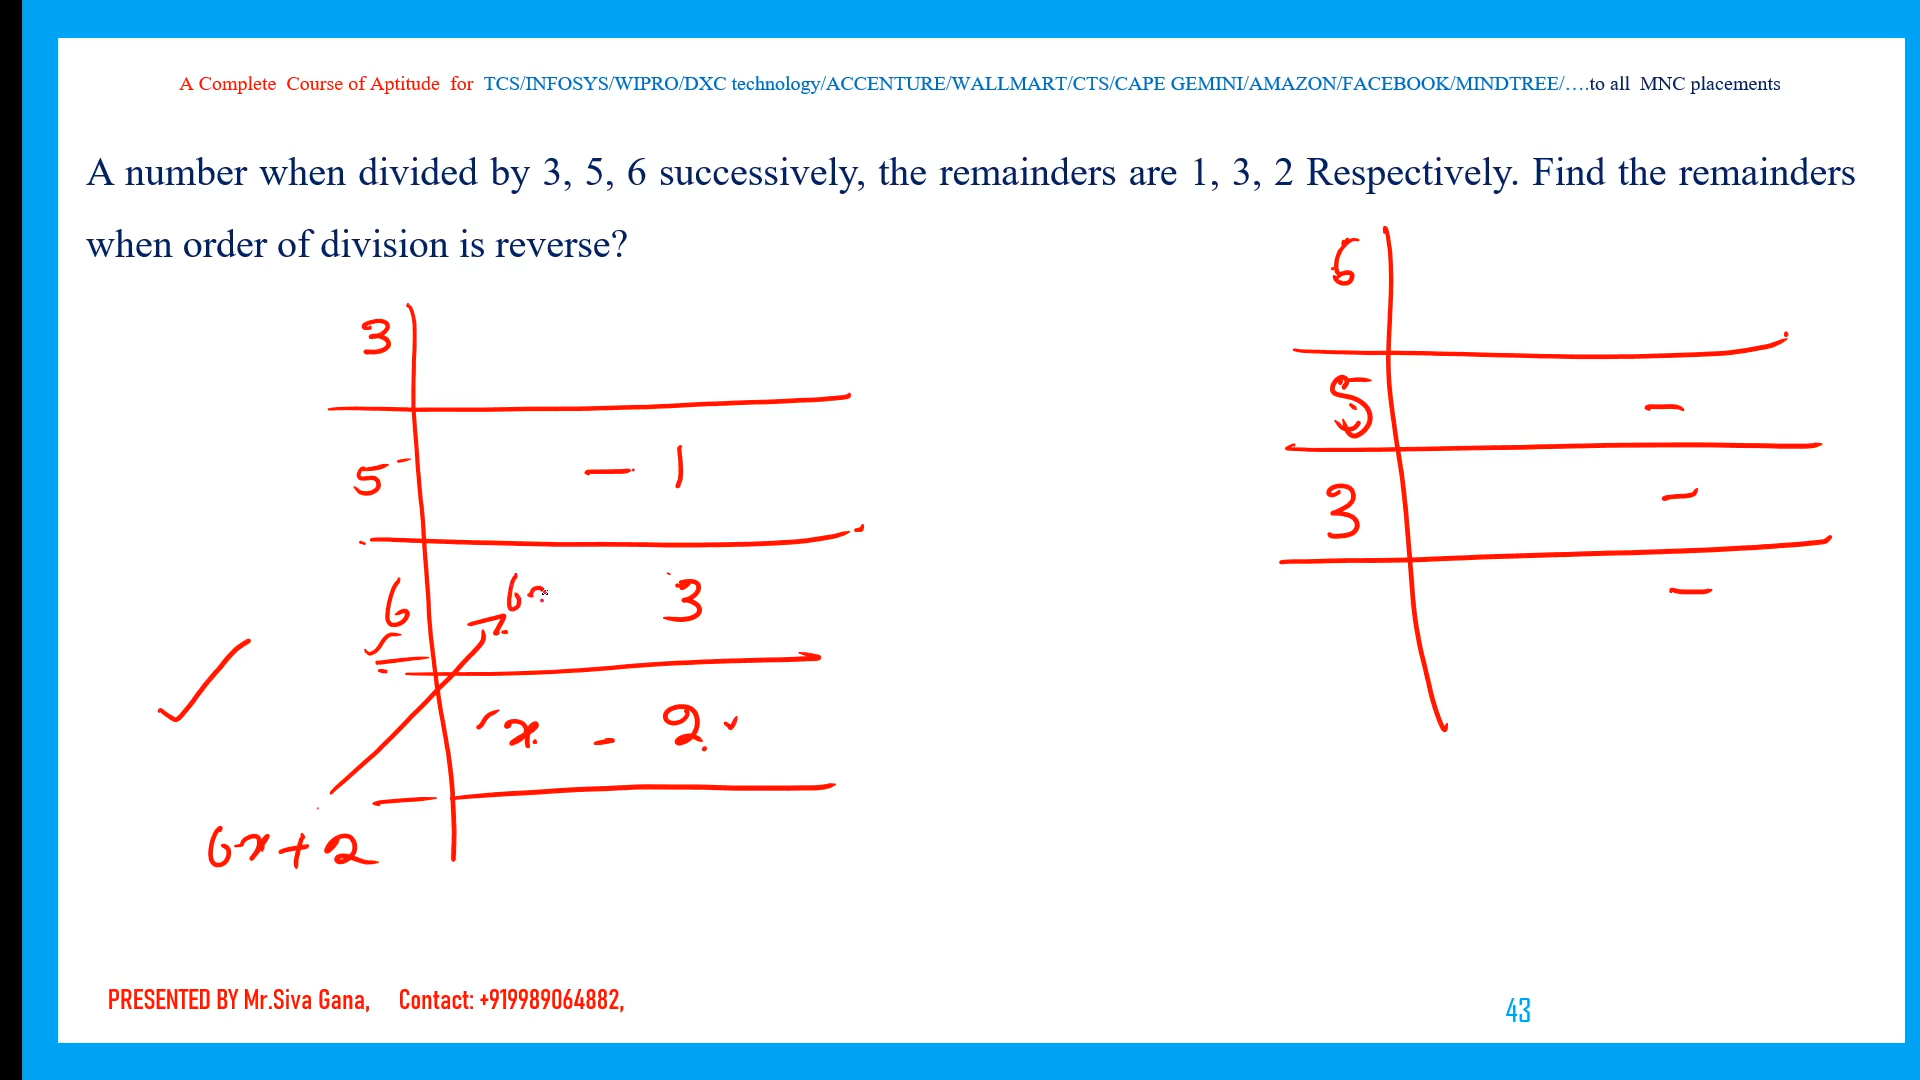 A Complete Course of Aptitude for TCS/INFOSYS/WIPRO/DXC technology/ACCENTURE/WALLMART/CTS/CAPE GEMINI/AMAZON/FACEBOOK/MINDTREE/….to all MNC placements
A number when divided by 3, 5, 6 successively, the remainders are 1, 3, 2 Respectively. Find the remainders
when order of division is reverse?
3
5 - 1
6 3
x - 2
6x+2
6
5 -
3 -
-
PRESENTED BY Mr.Siva Gana, Contact: +919989064882,
43